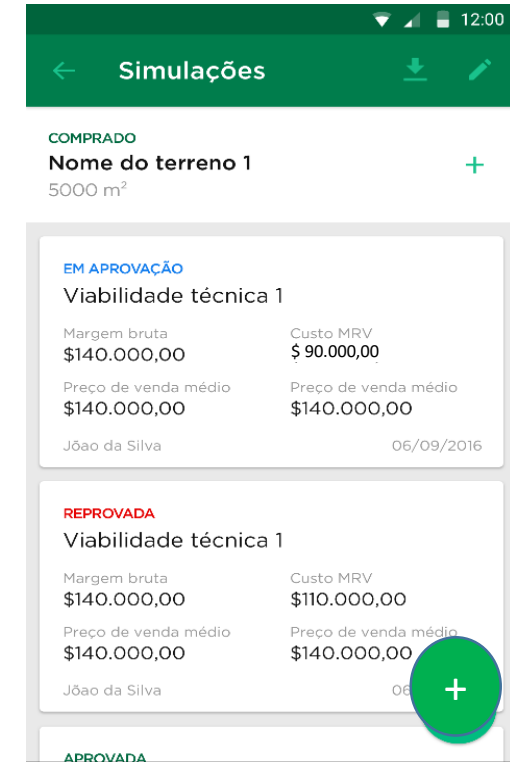 12:00
Simulações
COMPRADO
Nome do terreno 1
5000 m²
EM APROVAÇÃO
Viabilidade técnica 1
Margem bruta Custo MRV
$140.000,00 $ 90.000,00
Preço de venda médio Preço de venda médio
$140.000,00 $140.000,00
Jõao da Silva 06/09/2016
REPROVADA
Viabilidade técnica 1
Margem bruta Custo MRV
$140.000,00 $110.000,00
Preço de venda médio Preço de venda médio
$140.000,00 $140.000,00
Jõao da Silva 06
APROVADA